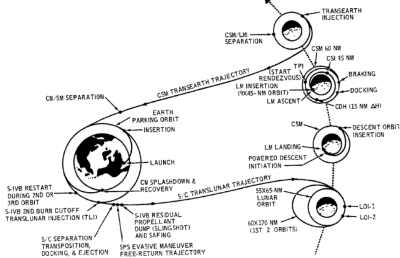 TRANSEARTH
INJECTION
CSM/LM
SEPARATION
CSM 60 NM
CSI 45 NM
TPI
(START
RENDEZVOUS)
LM INSERTION
(9X45-NM ORBIT)
LM ASCENT
BRAKING
DOCKING
CDH (15 NM ΔH)
CSM TRANSEARTH TRAJECTORY
CM/SM SEPARATION
EARTH
PARKING ORBIT
INSERTION
LAUNCH
CM SPLASHDOWN &
RECOVERY
CSM
DESCENT ORBIT
INSERTION
LM LANDING
POWERED DESCENT
INITIATION
S/C TRANSLUNAR TRAJECTORY
S-IVB RESTART
DURING 2ND OR
3RD ORBIT
S-IVB 2ND BURN CUTOFF
TRANSLUNAR INJECTION (TLI)
S-IVB RESIDUAL
PROPELLANT
DUMP (SLINGSHOT)
AND SAFING
S/C SEPARATION
TRANSPOSITION,
DOCKING, & EJECTION
SPS EVASIVE MANEUVER
FREE-RETURN TRAJECTORY
55X65-NM
LUNAR
ORBIT
60X170 NM
(1ST 2 ORBITS)
LOI-1
LOI-2